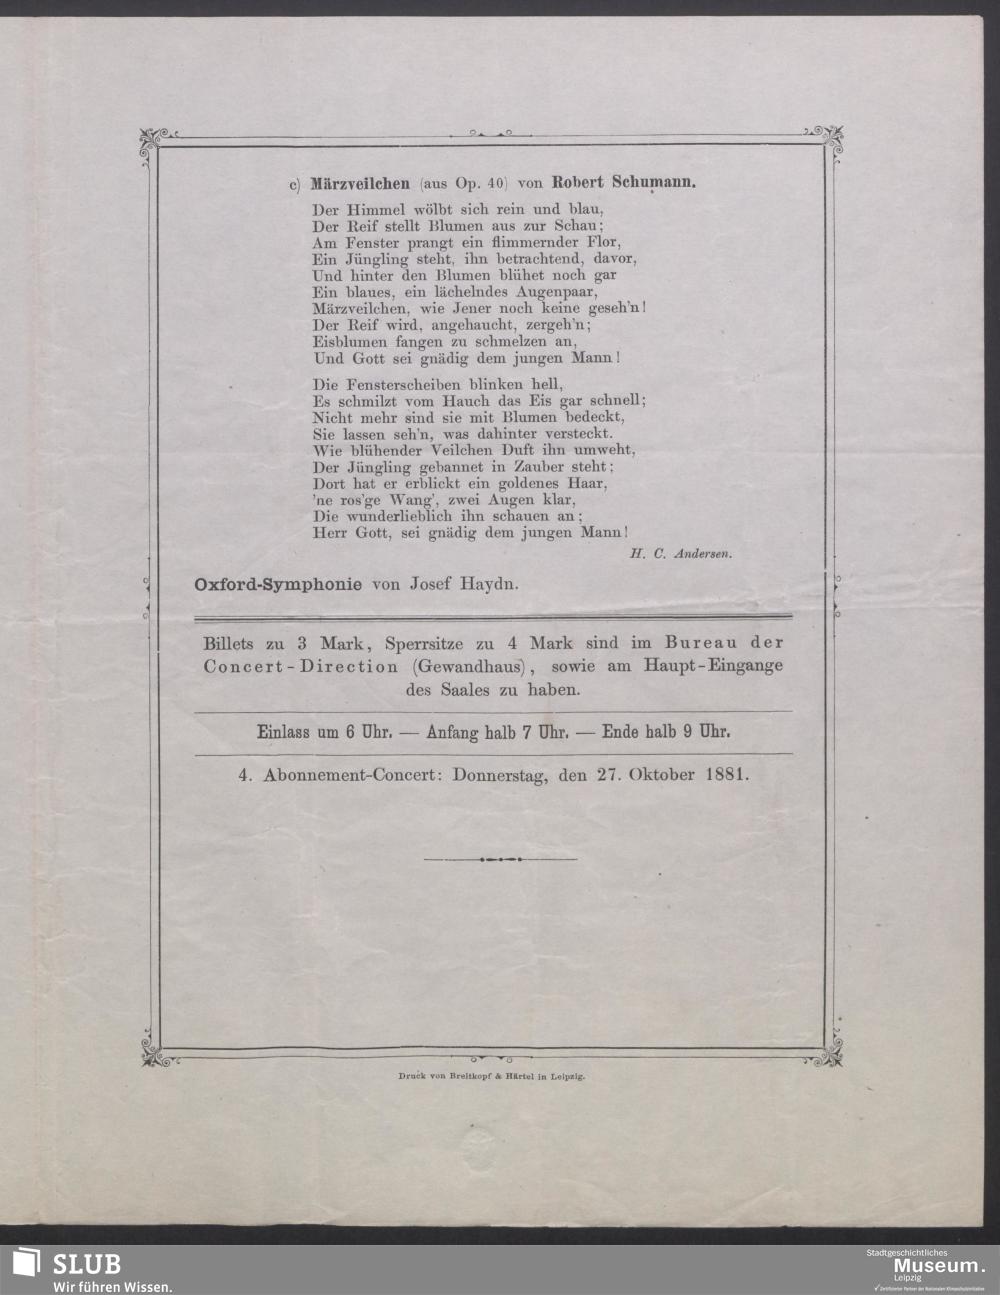 c) Märzveilchen (aus Op. 40) von Robert Schumann.
Der Himmel wölbt sich rein und blau,
Der Reif stellt Blumen aus zur Schau;
Am Fenster prangt ein flimmernder Flor,
Ein Jüngling steht, ihn betrachtend, davor,
Und hinter den Blumen blühet noch gar
Ein blaues, ein lächelndes Augenpaar,
Märzveilchen, wie Jener noch keine geseh'n!
Der Reif wird, angehaucht, zergeh'n;
Eisblumen fangen zu schmelzen an,
Und Gott sei gnädig dem jungen Mann!
Die Fensterscheiben blinken hell,
Es schmilzt vom Hauch das Eis gar schnell;
Nicht mehr sind sie mit Blumen bedeckt,
Sie lassen seh'n, was dahinter versteckt.
Wie blühender Veilchen Duft ihn umweht,
Der Jüngling gebannet in Zauber steht;
Dort hat er erblickt ein goldenes Haar,
'ne ros'ge Wang', zwei Augen klar,
Die wunderlieblich ihn schauen an;
Herr Gott, sei gnädig dem jungen Mann!
H. C. Andersen.
Oxford-Symphonie von Josef Haydn.
Billets zu 3 Mark, Sperrsitze zu 4 Mark sind im Bureau der
Concert-Direction (Gewandhaus), sowie am Haupt-Eingange
des Saales zu haben.
Einlass um 6 Uhr. — Anfang halb 7 Uhr. — Ende halb 9 Uhr.
4. Abonnement-Concert: Donnerstag, den 27. Oktober 1881.
Druck von Breitkopf & Härtel in Leipzig.
SLUB
Wir führen Wissen.
Stadtgeschichtliches
Museum.
Leipzig
Zertifizierter Partner der Nationalen Klimaschutzinitiative